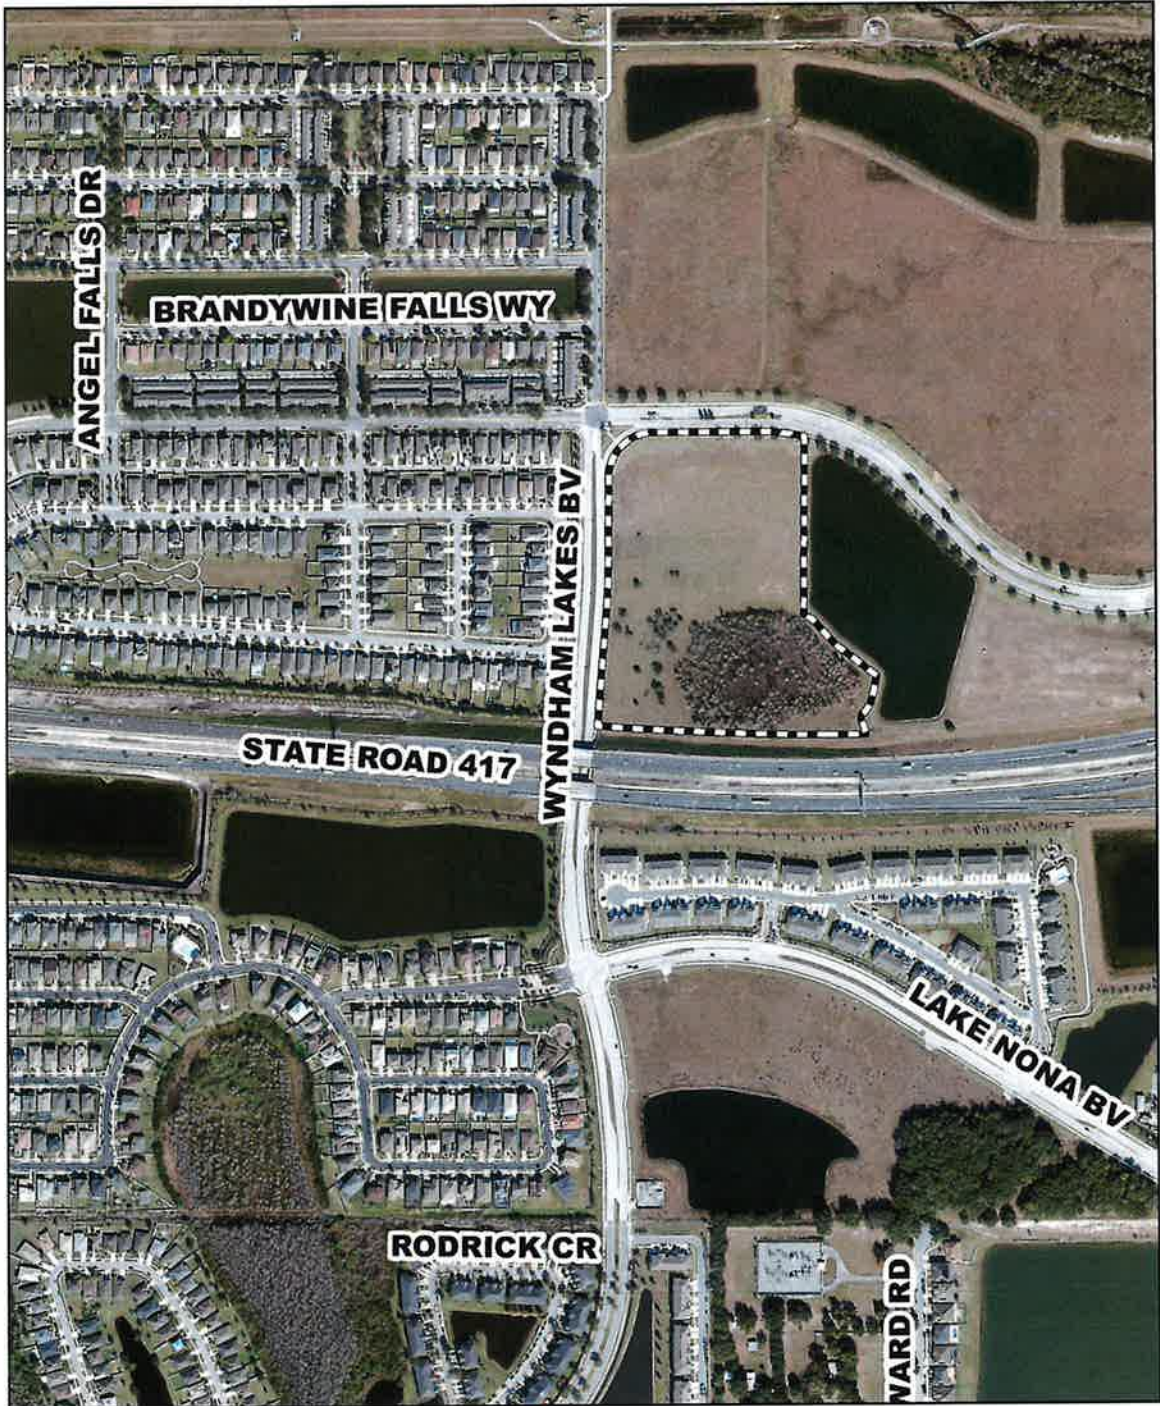 ANGEL FALLS DR
BRANDYWINE FALLS WY
WYNDHAM LAKES BV
STATE ROAD 417
LAKE NONA BV
RODRICK CR
WARD RD